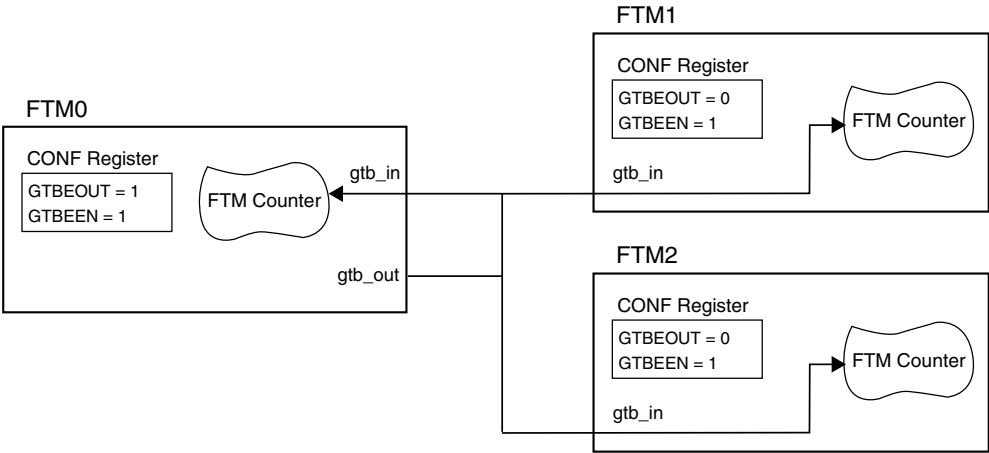 FTM0
CONF Register
GTBEOUT = 1
GTBEEN = 1
FTM Counter
gtb_in
gtb_out
FTM1
CONF Register
GTBEOUT = 0
GTBEEN = 1
FTM Counter
gtb_in
FTM2
CONF Register
GTBEOUT = 0
GTBEEN = 1
FTM Counter
gtb_in